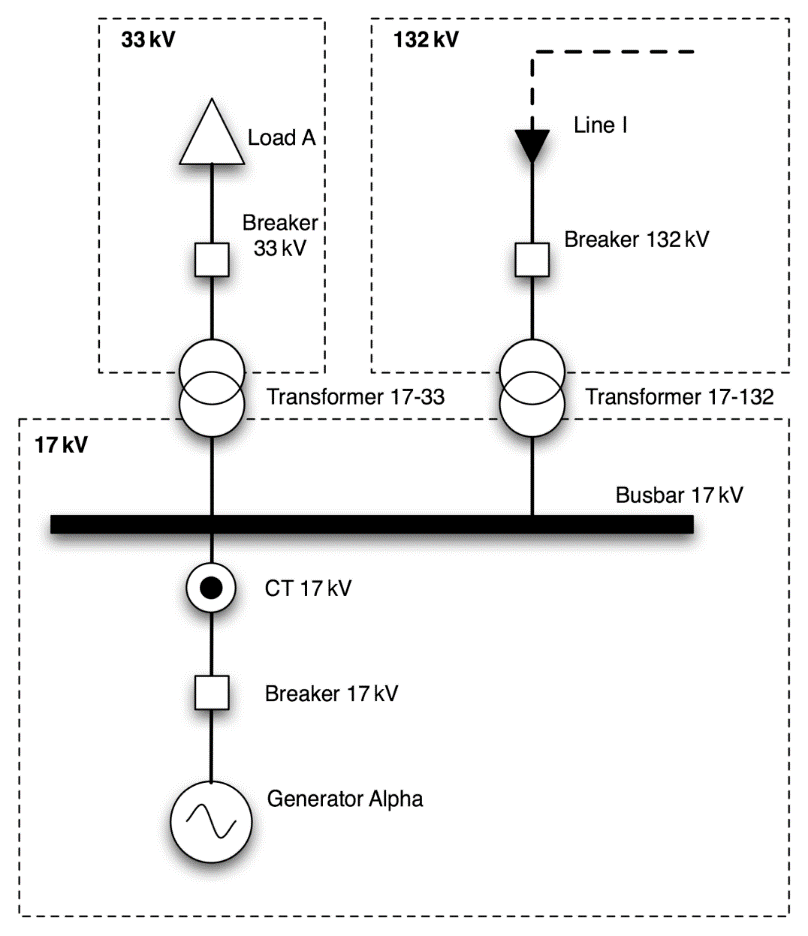 33 kV
132 kV
Load A
Line I
Breaker
33 kV
Breaker 132 kV
Transformer 17-33
Transformer 17-132
17 kV
Busbar 17 kV
CT 17 kV
Breaker 17 kV
Generator Alpha